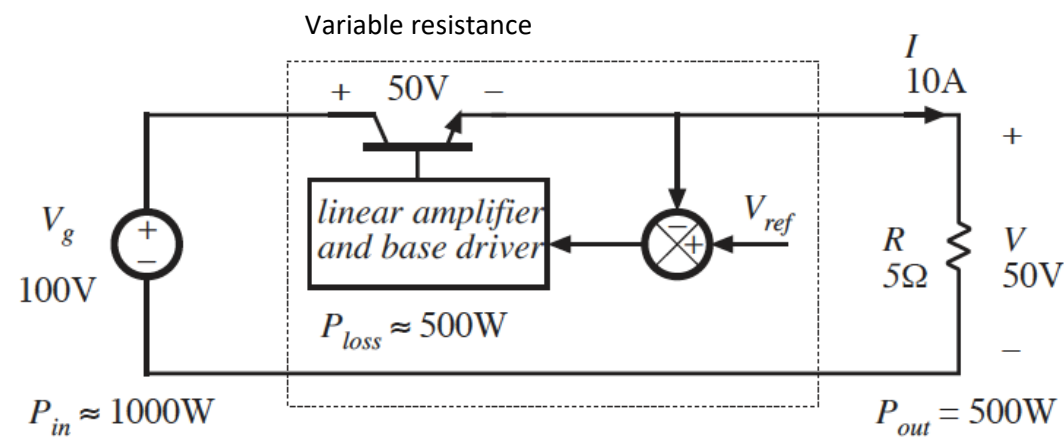 Variable resistance
I
10A
+ 50V –
+
linear amplifier
and base driver
–
+
V_ref
V_g
100V
+
–
R
5Ω
V
50V
P_loss ≈ 500W
–
P_in ≈ 1000W
P_out = 500W